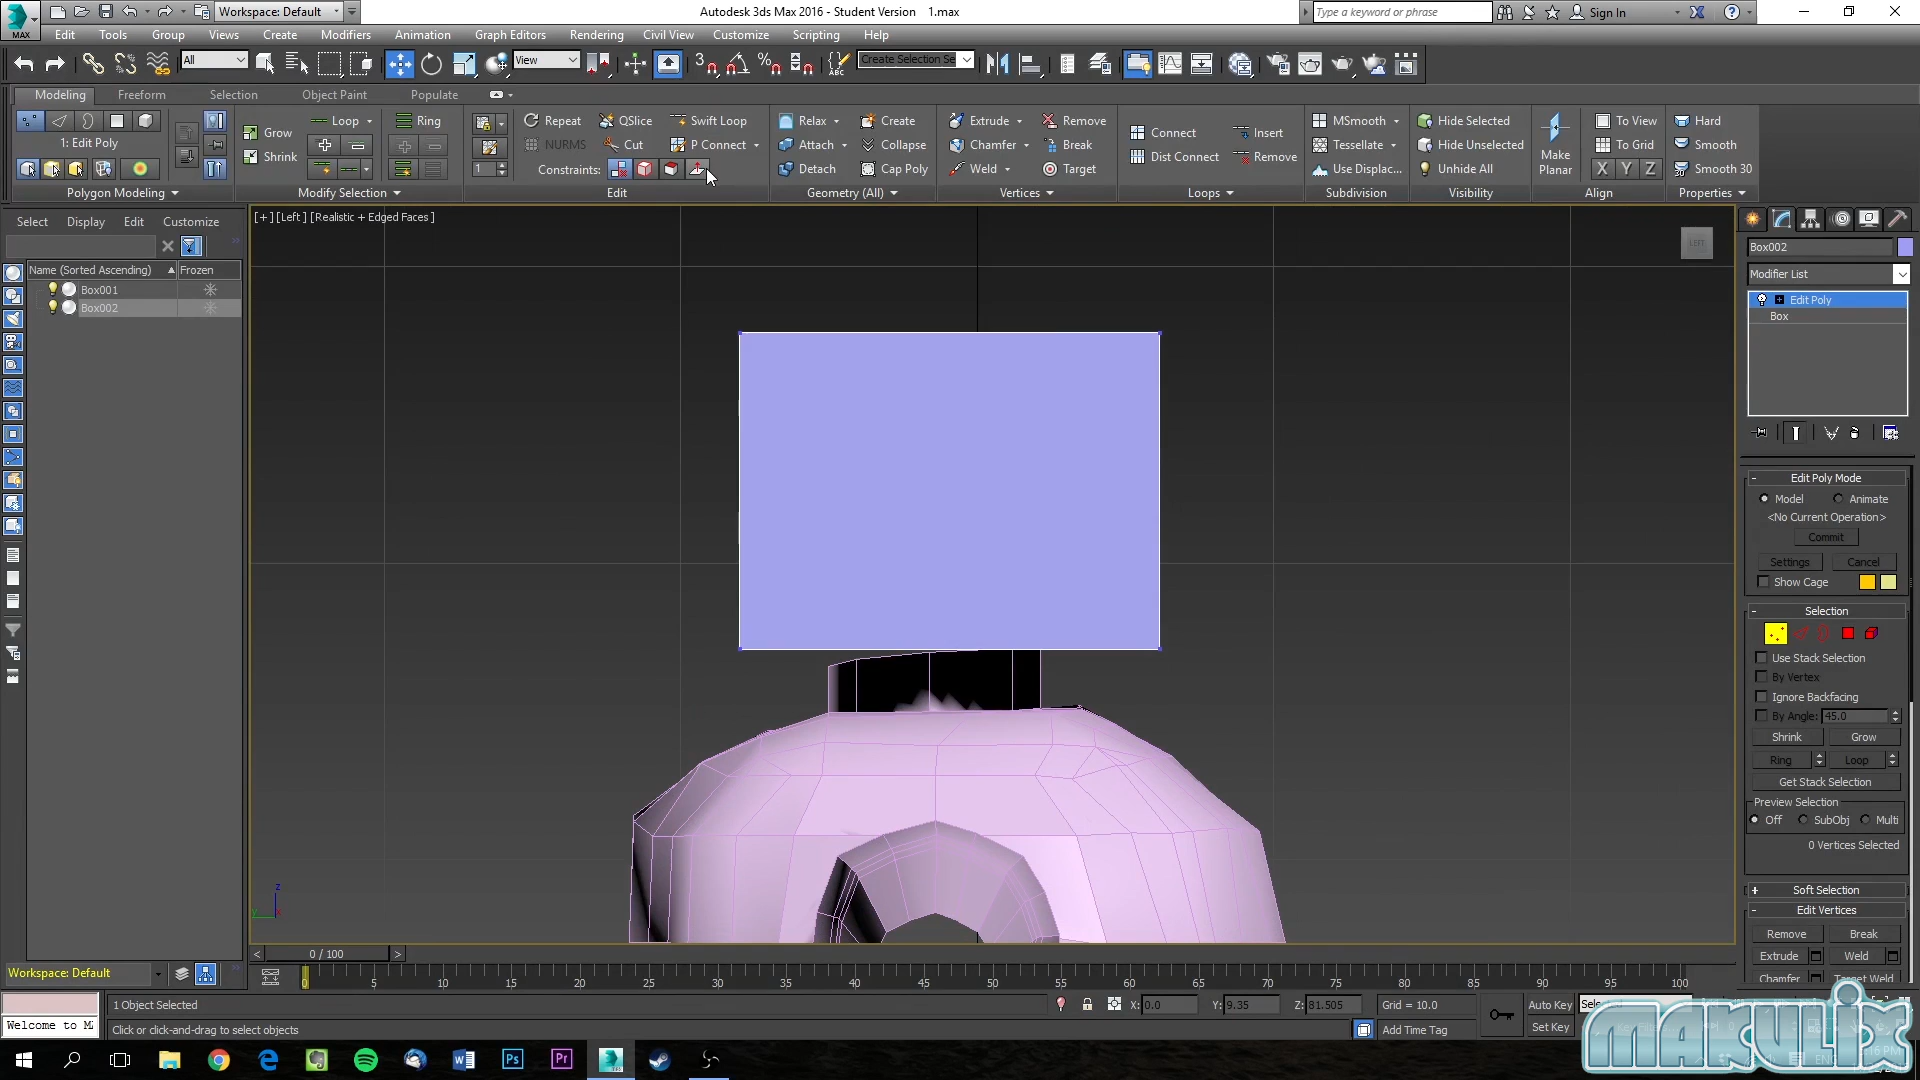 MAX
Workspace: Default
Autodesk 3ds Max 2016 - Student Version 1.max
Type a keyword or phrase
Sign In
Edit Tools Group Views Create Modifiers Animation Graph Editors Rendering Civil View Customize Scripting Help
All
View
3
Create Selection Se
Modeling Freeform Selection Object Paint Populate
1: Edit Poly
Polygon Modeling
Grow
Shrink
Loop
Ring
Modify Selection
1
Repeat QSlice Swift Loop
NURMS Cut P Connect
Constraints:
Edit
Relax Create
Attach Collapse
Detach Cap Poly
Geometry (All)
Extrude Remove
Chamfer Break
Weld Target
Vertices
Connect Insert
Dist Connect Remove
Loops
MSmooth
Tessellate
Use Displac...
Subdivision
Hide Selected
Hide Unselected
Unhide All
Visibility
Make Planar
To View
To Grid
X Y Z
Align
Hard
Smooth
Smooth 30
Properties
Select Display Edit Customize
Name (Sorted Ascending) Frozen
Box001
Box002
[+] [Left ] [Realistic + Edged Faces ]
LEFT
z
Box002
Modifier List
Edit Poly
Box
Edit Poly Mode
Model Animate
<No Current Operation>
Commit
Settings Cancel
Show Cage
Selection
Use Stack Selection
By Vertex
Ignore Backfacing
By Angle: 45.0
Shrink Grow
Ring Loop
Get Stack Selection
Preview Selection
Off SubObj Multi
0 Vertices Selected
Soft Selection
Edit Vertices
Remove Break
Extrude Weld
Chamfer Target Weld
0 / 100
Workspace: Default
0 5 10 15 20 25 30 35 40 45 50 55 60 65 70 75 80 85 90 95 100
1 Object Selected
X: 0.0 Y: 9.35 Z: 81.505
Grid = 10.0
Auto Key
Welcome to M
Click or click-and-drag to select objects
Add Time Tag
Set Key
MAKULIX